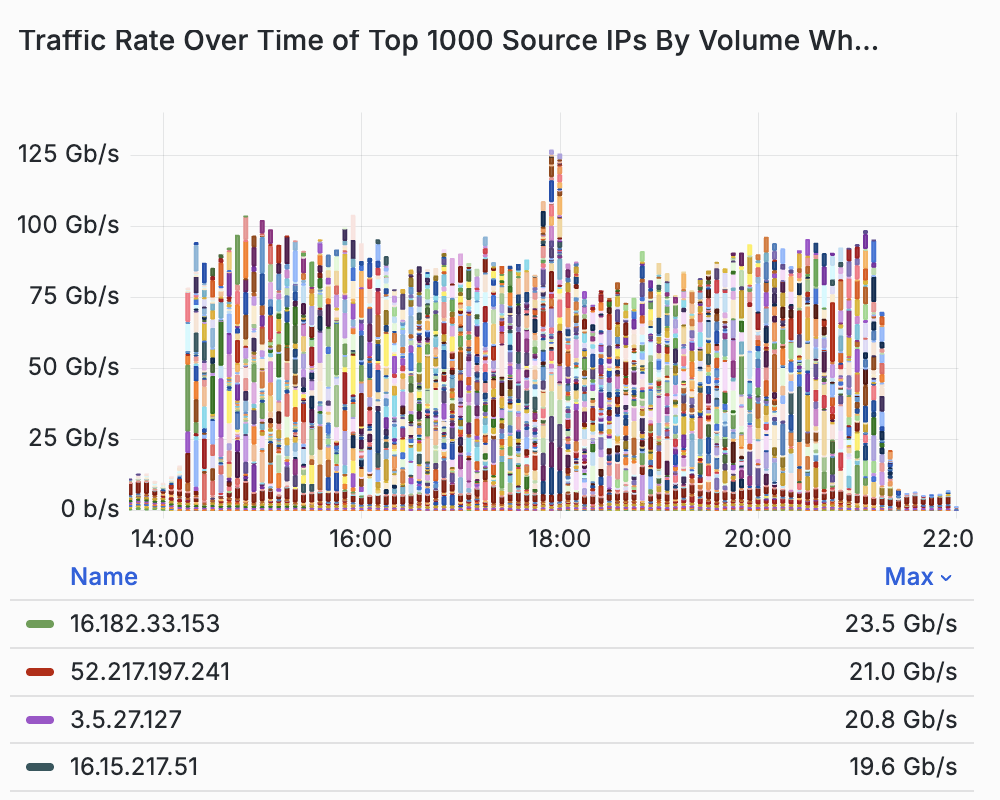 Traffic Rate Over Time of Top 1000 Source IPs By Volume Wh...
125 Gb/s
100 Gb/s
75 Gb/s
50 Gb/s
25 Gb/s
0 b/s
14:00 16:00 18:00 20:00 22:0
Name Max
16.182.33.153 23.5 Gb/s
52.217.197.241 21.0 Gb/s
3.5.27.127 20.8 Gb/s
16.15.217.51 19.6 Gb/s